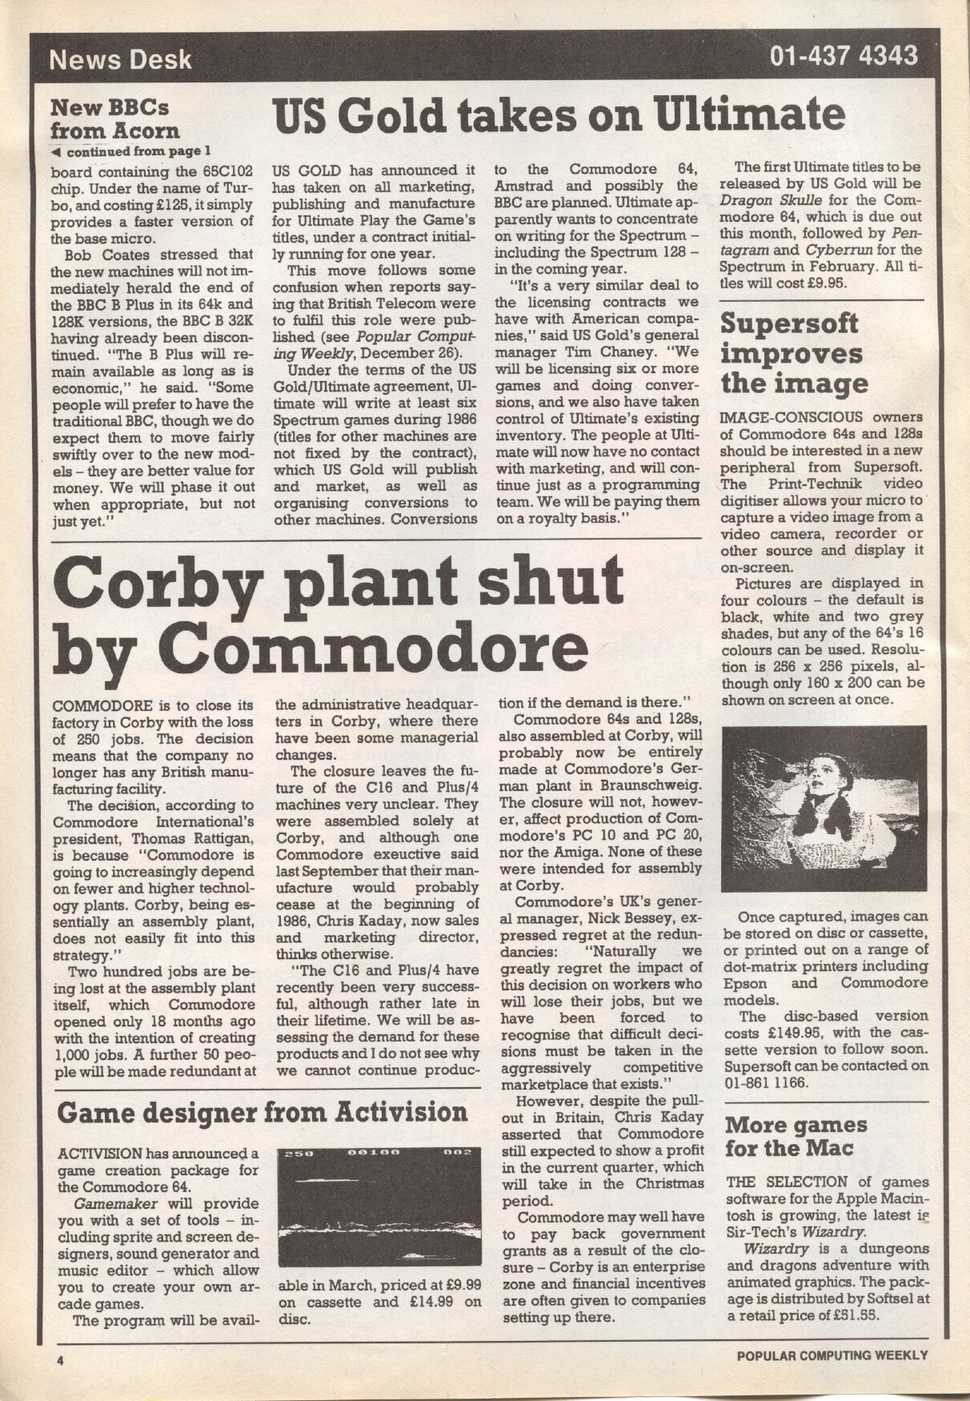 News Desk
01-437 4343
New BBCs
from Acorn
◄ continued from page 1
board containing the 65C102
chip. Under the name of Tur-
bo, and costing £125, it simply
provides a faster version of
the base micro.
Bob Coates stressed that
the new machines will not im-
mediately herald the end of
the BBC B Plus in its 64k and
128K versions, the BBC B 32K
having already been discon-
tinued. "The B Plus will re-
main available as long as is
economic," he said. "Some
people will prefer to have the
traditional BBC, though we do
expect them to move fairly
swiftly over to the new mod-
els – they are better value for
money. We will phase it out
when appropriate, but not
just yet."
US Gold takes on Ultimate
US GOLD has announced it
has taken on all marketing,
publishing and manufacture
for Ultimate Play the Game's
titles, under a contract initial-
ly running for one year.
This move follows some
confusion when reports say-
ing that British Telecom were
to fulfil this role were pub-
lished (see Popular Comput-
ing Weekly, December 26).
Under the terms of the US
Gold/Ultimate agreement, Ul-
timate will write at least six
Spectrum games during 1986
(titles for other machines are
not fixed by the contract),
which US Gold will publish
and market, as well as
organising conversions to
other machines. Conversions
to the Commodore 64,
Amstrad and possibly the
BBC are planned. Ultimate ap-
parently wants to concentrate
on writing for the Spectrum –
including the Spectrum 128 –
in the coming year.
"It's a very similar deal to
the licensing contracts we
have with American compa-
nies," said US Gold's general
manager Tim Chaney. "We
will be licensing six or more
games and doing conver-
sions, and we also have taken
control of Ultimate's existing
inventory. The people at Ulti-
mate will now have no contact
with marketing, and will con-
tinue just as a programming
team. We will be paying them
on a royalty basis."
The first Ultimate titles to be
released by US Gold will be
Dragon Skulle for the Com-
modore 64, which is due out
this month, followed by Pen-
tagram and Cyberrun for the
Spectrum in February. All ti-
tles will cost £9.95.
Supersoft
improves
the image
IMAGE-CONSCIOUS owners
of Commodore 64s and 128s
should be interested in a new
peripheral from Supersoft.
The Print-Technik video
digitiser allows your micro to
capture a video image from a
video camera, recorder or
other source and display it
on-screen.
Pictures are displayed in
four colours – the default is
black, white and two grey
shades, but any of the 64's 16
colours can be used. Resolu-
tion is 256 x 256 pixels, al-
though only 160 x 200 can be
shown on screen at once.
Once captured, images can
be stored on disc or cassette,
or printed out on a range of
dot-matrix printers including
Epson and Commodore
models.
The disc-based version
costs £149.95, with the cas-
sette version to follow soon.
Supersoft can be contacted on
01-861 1166.
Corby plant shut
by Commodore
COMMODORE is to close its
factory in Corby with the loss
of 250 jobs. The decision
means that the company no
longer has any British manu-
facturing facility.
The decision, according to
Commodore International's
president, Thomas Rattigan,
is because "Commodore is
going to increasingly depend
on fewer and higher technol-
ogy plants. Corby, being es-
sentially an assembly plant,
does not easily fit into this
strategy."
Two hundred jobs are be-
ing lost at the assembly plant
itself, which Commodore
opened only 18 months ago
with the intention of creating
1,000 jobs. A further 50 peo-
ple will be made redundant at
the administrative headquar-
ters in Corby, where there
have been some managerial
changes.
The closure leaves the fu-
ture of the C16 and Plus/4
machines very unclear. They
were assembled solely at
Corby, and although one
Commodore exeuctive said
last September that their man-
ufacture would probably
cease at the beginning of
1986, Chris Kaday, now sales
and marketing director,
thinks otherwise.
"The C16 and Plus/4 have
recently been very success-
ful, although rather late in
their lifetime. We will be as-
sessing the demand for these
products and I do not see why
we cannot continue produc-
tion if the demand is there."
Commodore 64s and 128s,
also assembled at Corby, will
probably now be entirely
made at Commodore's Ger-
man plant in Braunschweig.
The closure will not, howev-
er, affect production of Com-
modore's PC 10 and PC 20,
nor the Amiga. None of these
were intended for assembly
at Corby.
Commodore's UK's gener-
al manager, Nick Bessey, ex-
pressed regret at the redun-
dancies: "Naturally we
greatly regret the impact of
this decision on workers who
will lose their jobs, but we
have been forced to
recognise that difficult deci-
sions must be taken in the
aggressively competitive
marketplace that exists."
However, despite the pull-
out in Britain, Chris Kaday
asserted that Commodore
still expected to show a profit
in the current quarter, which
will take in the Christmas
period.
Commodore may well have
to pay back government
grants as a result of the clo-
sure – Corby is an enterprise
zone and financial incentives
are often given to companies
setting up there.
Game designer from Activision
ACTIVISION has announced a
game creation package for
the Commodore 64.
Gamemaker will provide
you with a set of tools – in-
cluding sprite and screen de-
signers, sound generator and
music editor – which allow
you to create your own ar-
cade games.
The program will be avail-
250 00100 002
able in March, priced at £9.99
on cassette and £14.99 on
disc.
More games
for the Mac
THE SELECTION of games
software for the Apple Macin-
tosh is growing, the latest is
Sir-Tech's Wizardry.
Wizardry is a dungeons
and dragons adventure with
animated graphics. The pack-
age is distributed by Softsel at
a retail price of £51.55.
4
POPULAR COMPUTING WEEKLY